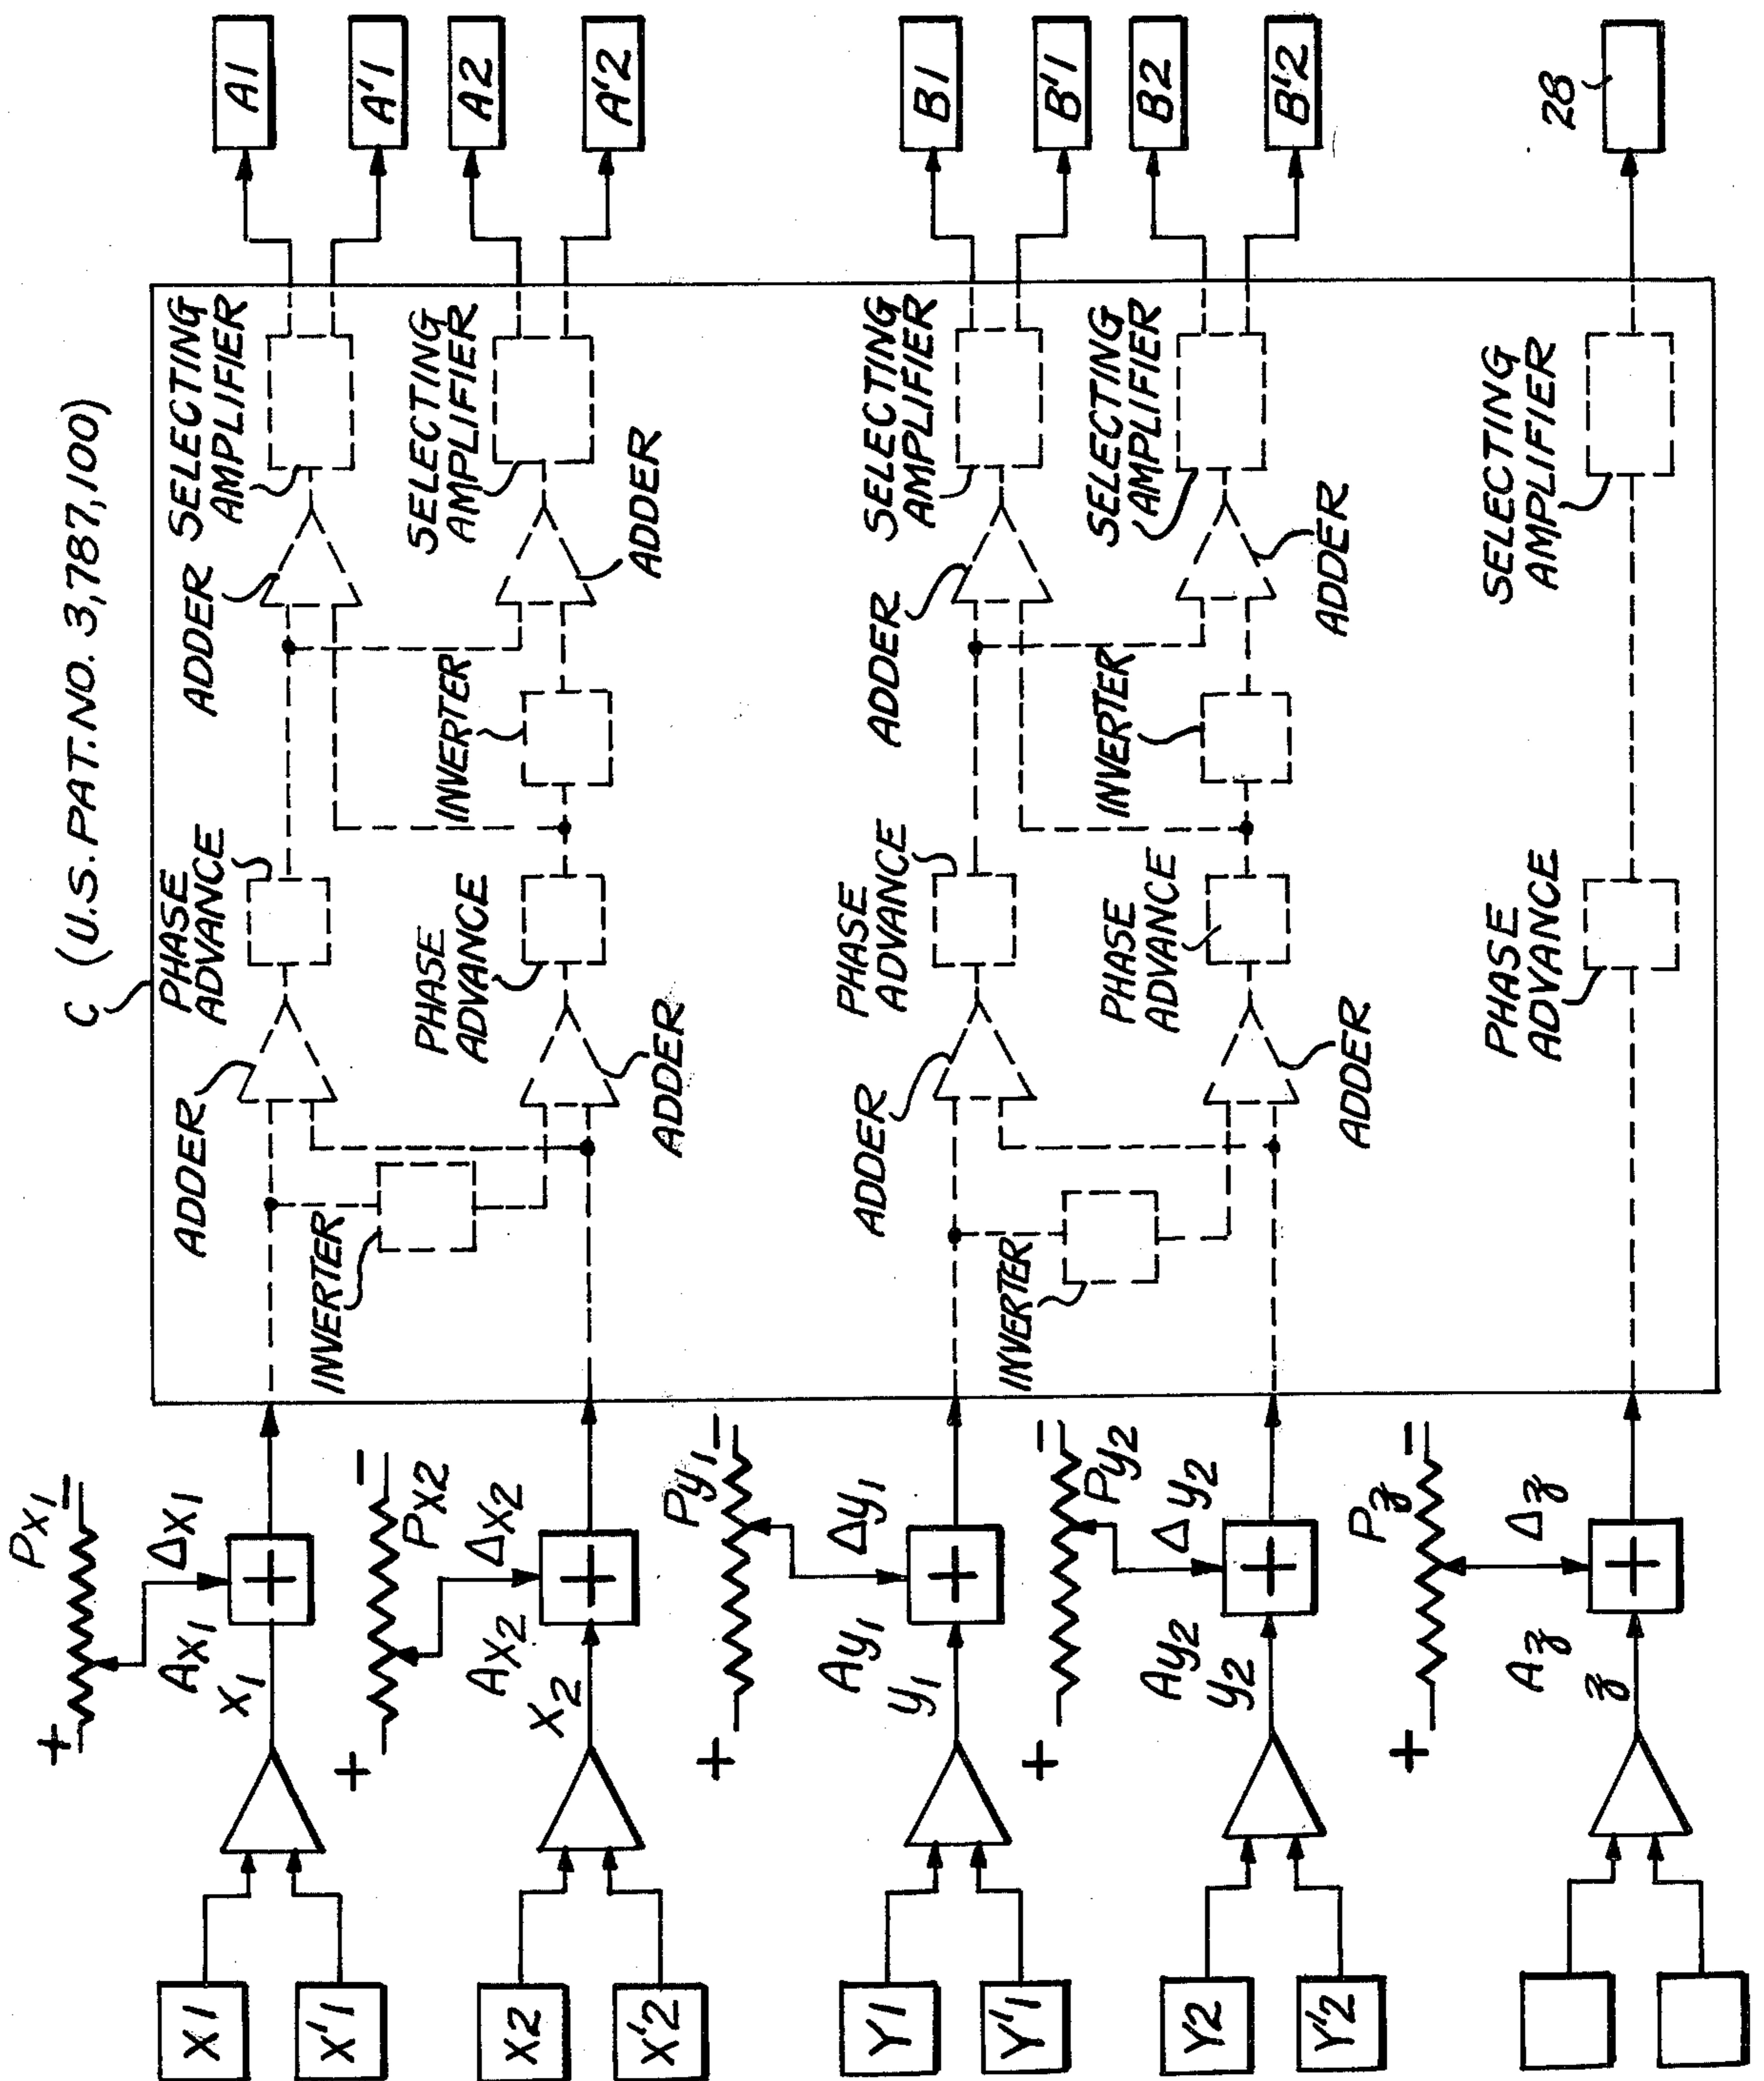 C (U.S. PAT. NO. 3,787,100)
X1
X'1
X2
X'2
Y1
Y'1
Y2
Y'2
+
PX1
−
AX1
ΔX1
X1
+
+
−
PX2
AX2
ΔX2
X2
+
+
Py1
−
Ay1
Δy1
y1
+
+
−
Py2
Ay2
Δy2
y2
+
+
Pz
−
Az
Δz
z
+
INVERTER
ADDER
PHASE
ADVANCE
ADDER
SELECTING
AMPLIFIER
ADDER
PHASE
ADVANCE
INVERTER
ADDER
SELECTING
AMPLIFIER
INVERTER
ADDER
PHASE
ADVANCE
ADDER
SELECTING
AMPLIFIER
ADDER
PHASE
ADVANCE
INVERTER
ADDER
SELECTING
AMPLIFIER
PHASE
ADVANCE
SELECTING
AMPLIFIER
A1
A'1
A2
A'2
B1
B'1
B2
B'2
28